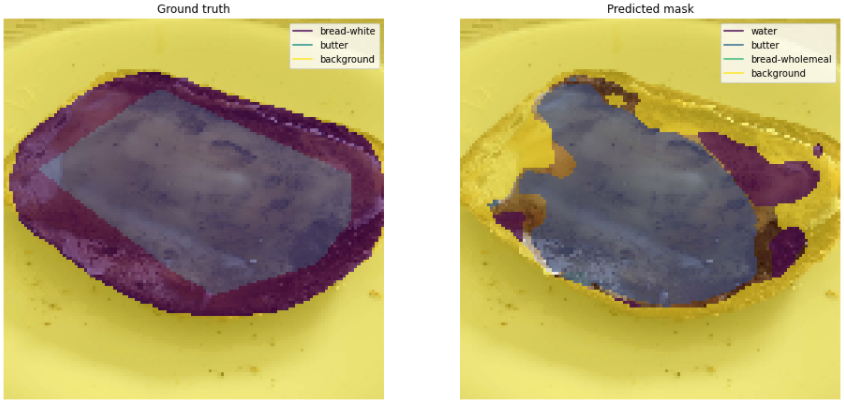 Ground truth
bread-white
butter
background
Predicted mask
water
butter
bread-wholemeal
background